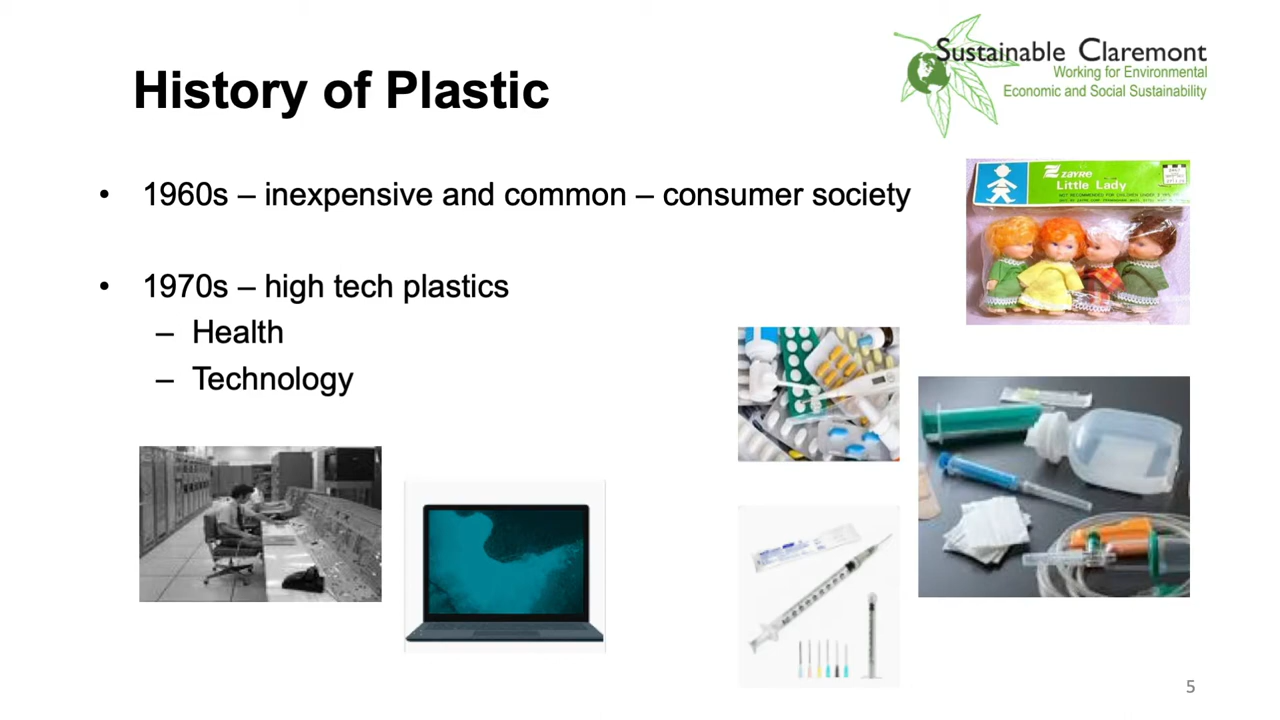 Sustainable Claremont
Working for Environmental
Economic and Social Sustainability
History of Plastic
• 1960s – inexpensive and common – consumer society
ZAYRE
Little Lady
• 1970s – high tech plastics
– Health
– Technology
5